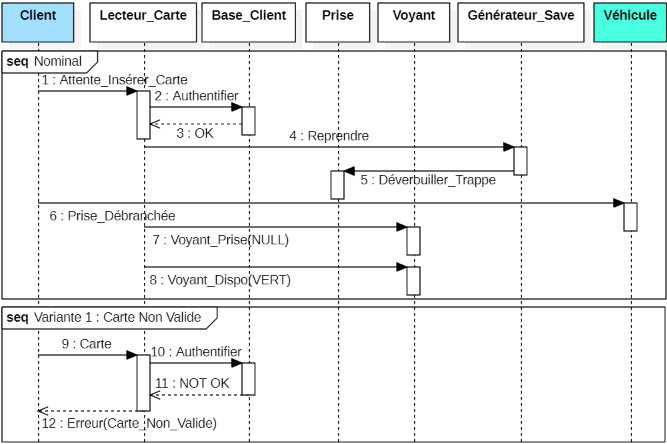 Client Lecteur_Carte Base_Client Prise Voyant Générateur_Save Véhicule
seq Nominal
1 : Attente_Insérer_Carte
2 : Authentifier
3 : OK
4 : Reprendre
5 : Déverouiller_Trappe
6 : Prise_Débranchée
7 : Voyant_Prise(NULL)
8 : Voyant_Dispo(VERT)
seq Variante 1 : Carte Non Valide
9 : Carte
10 : Authentifier
11 : NOT OK
12 : Erreur(Carte_Non_Valide)